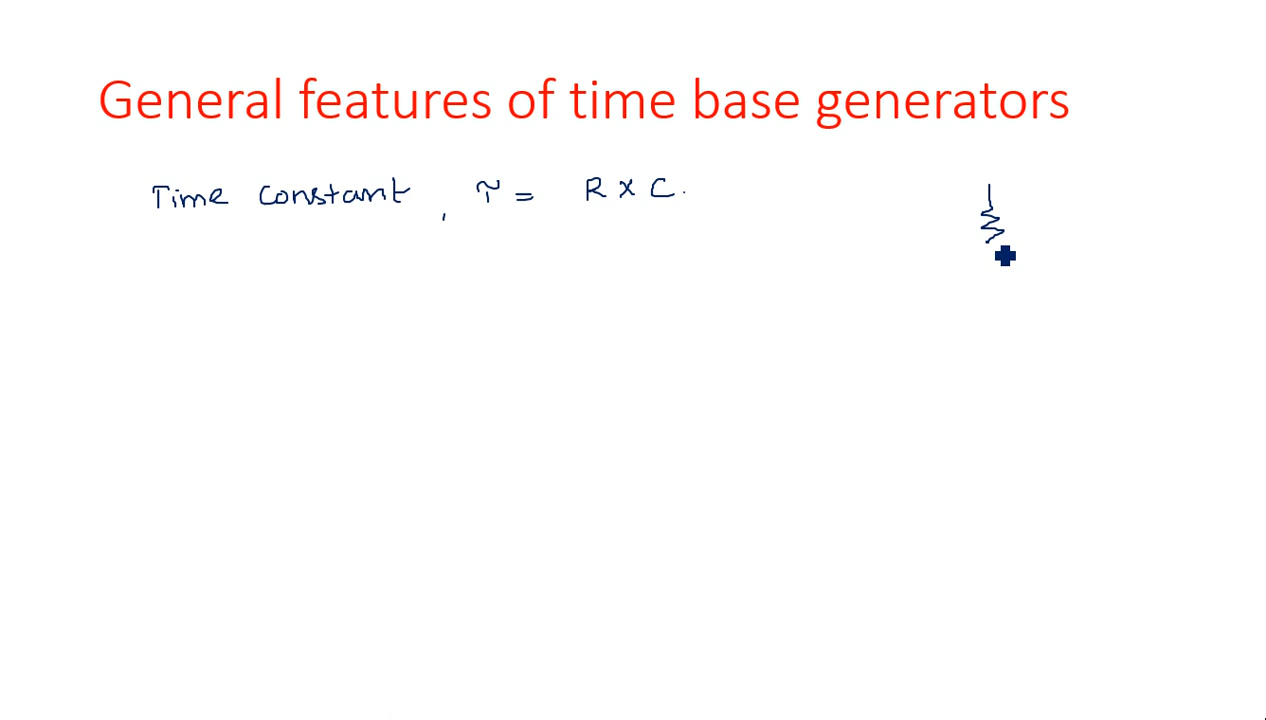 General features of time base generators
Time constant, τ = R × C.